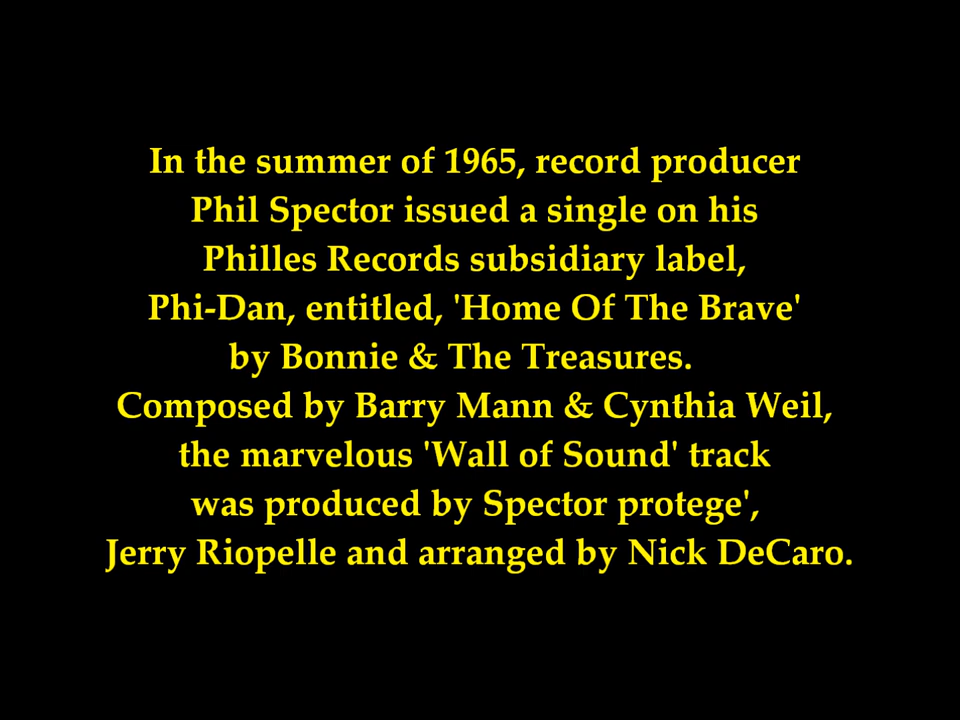 In the summer of 1965, record producer
Phil Spector issued a single on his
Philles Records subsidiary label,
Phi-Dan, entitled, 'Home Of The Brave'
by Bonnie & The Treasures.
Composed by Barry Mann & Cynthia Weil,
the marvelous 'Wall of Sound' track
was produced by Spector protege',
Jerry Riopelle and arranged by Nick DeCaro.